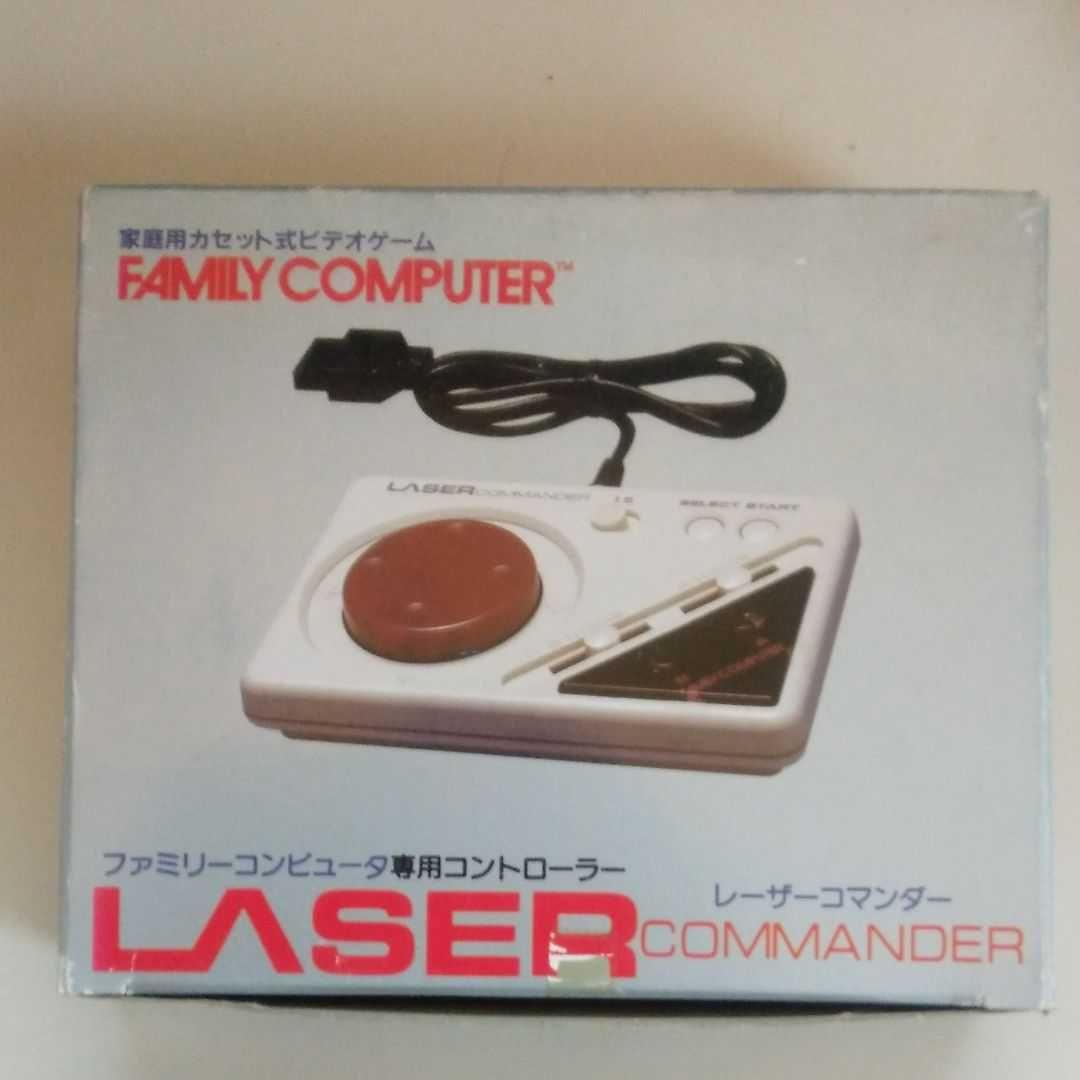 家庭用カセット式ビデオゲーム
FAMILY COMPUTER™
LASER COMMANDER
SELECT START
FAMILY COMPUTER
ファミリーコンピュータ専用コントローラー
レーザーコマンダー
LASER COMMANDER